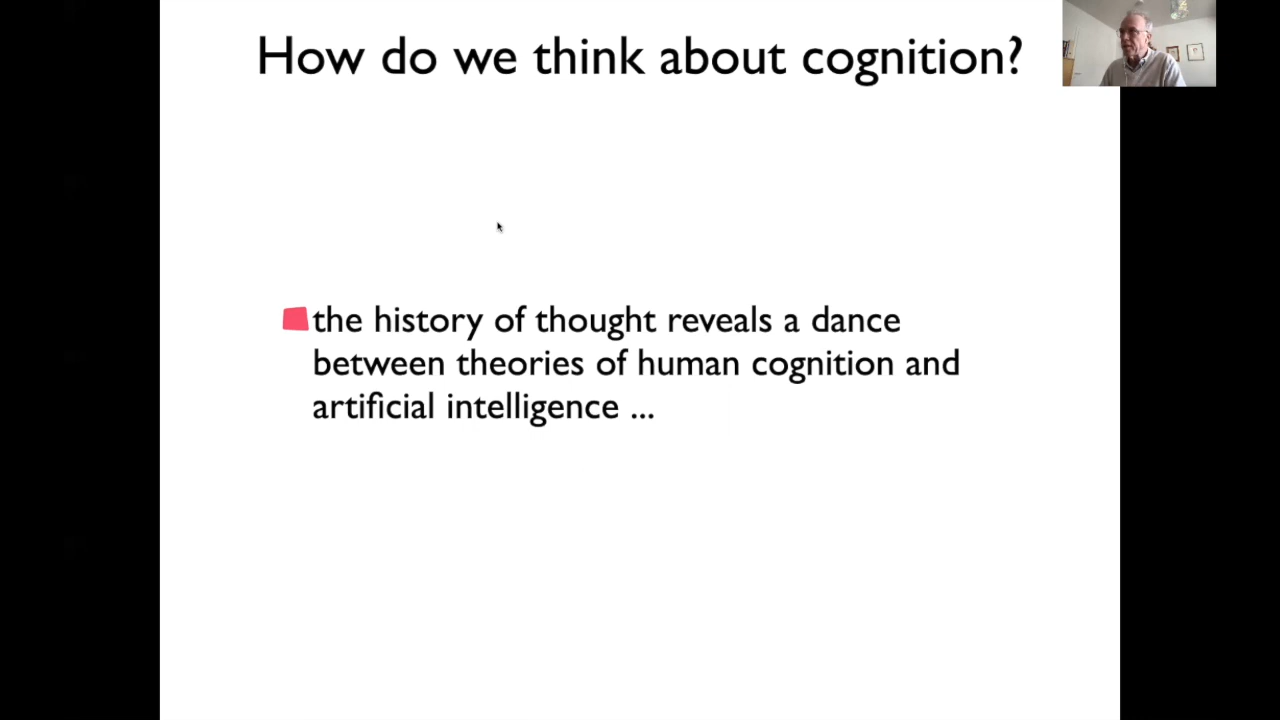 How do we think about cognition?
the history of thought reveals a dance
between theories of human cognition and
artificial intelligence ...